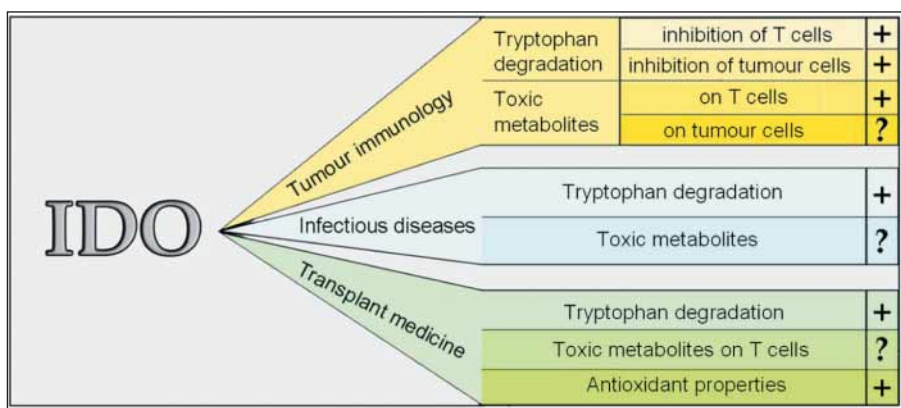 IDO
Tumour immunology
Tryptophan
degradation
inhibition of T cells +
inhibition of tumour cells +
Toxic
metabolites
on T cells +
on tumour cells ?
Infectious diseases
Tryptophan degradation +
Toxic metabolites ?
Transplant medicine
Tryptophan degradation +
Toxic metabolites on T cells ?
Antioxidant properties +